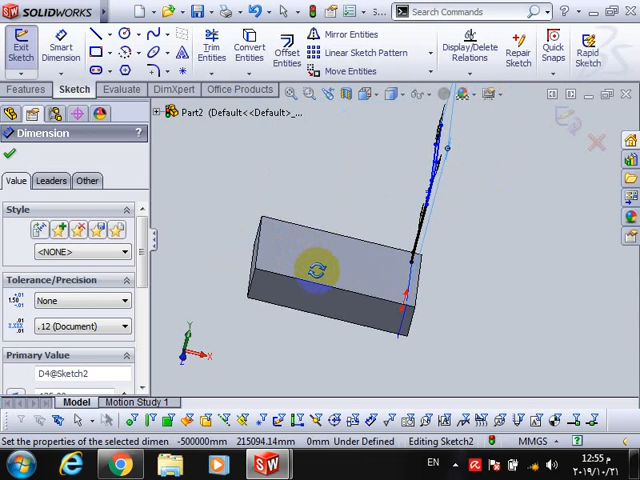 SOLIDWORKS
Part2
Search Commands
Exit Sketch
Smart Dimension
Trim Entities
Convert Entities
Offset Entities
Mirror Entities
Linear Sketch Pattern
Move Entities
Display/Delete Relations
Repair Sketch
Quick Snaps
Rapid Sketch
Features
Sketch
Evaluate
DimXpert
Office Products
Part2 (Default<<Default>_...
Dimension
Value
Leaders
Other
Style
<NONE>
Tolerance/Precision
None
.12 (Document)
Primary Value
D4@Sketch2
Y
X
Z
Model
Motion Study 1
Set the properties of the selected dimen
-500000mm
215094.14mm
0mm
Under Defined
Editing Sketch2
MMGS
EN
12:55 م
٢٠١٩/١٠/٢١